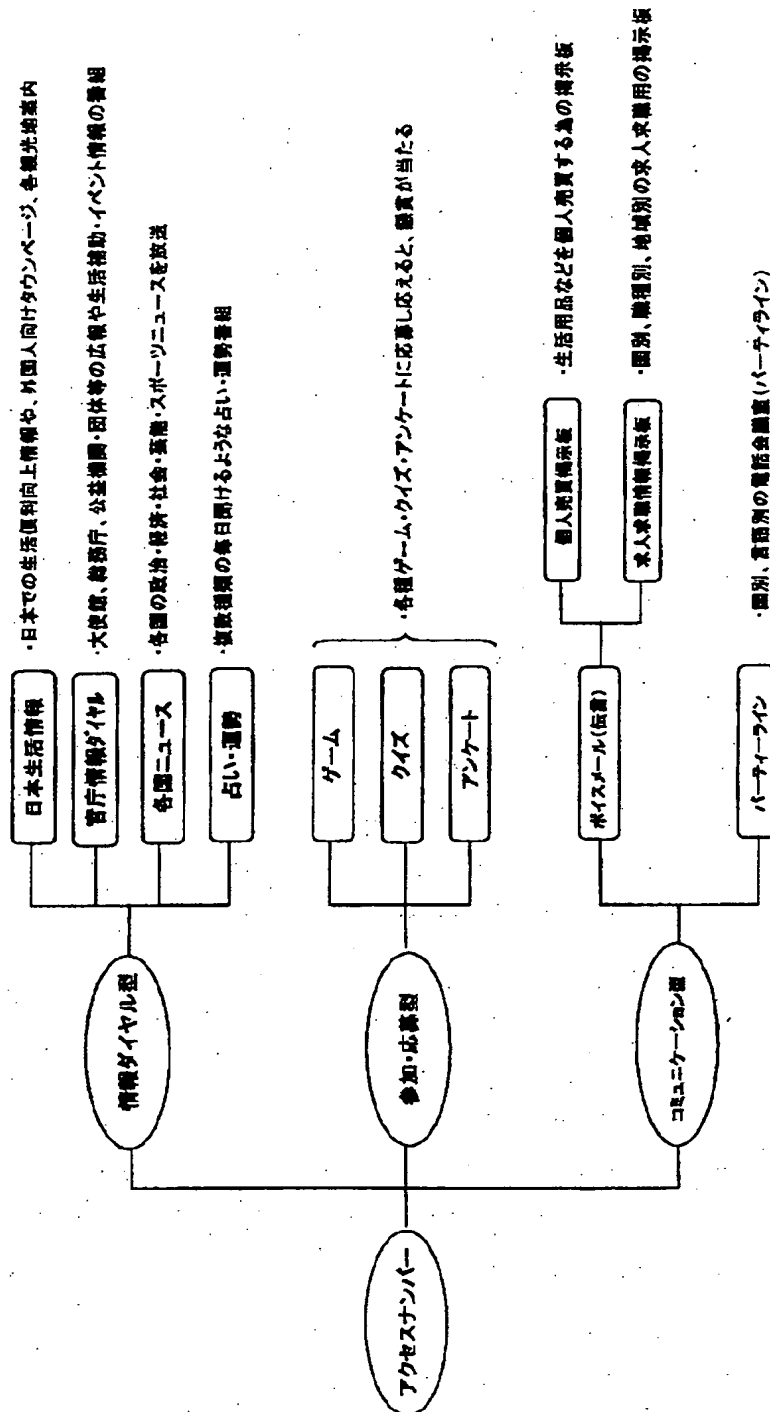 アクセスナンバー
情報ダイヤル型
日本生活情報
・日本での生活便利向上情報や、外国人向けタウンページ、各観光地案内
官庁情報ダイヤル
・大使館、総務庁、公益機関・団体等の広報や生活補助・イベント情報の番組
各国ニュース
・各国の政治・経済・社会・芸能・スポーツニュースを放送
占い・運勢
・複数種類の毎日聞けるような占い・運勢番組
参加・応募型
ゲーム
クイズ
アンケート
・各種ゲーム・クイズ・アンケートに応募し応えると、懸賞が当たる
コミュニケーション型
ボイスメール(伝言)
個人売買掲示板
・生活用品などを個人売買する為の掲示板
求人求職情報掲示板
・国別、職種別、地域別の求人求職用の掲示板
パーティーライン
・国別、言語別の電話会議室(パーティライン)